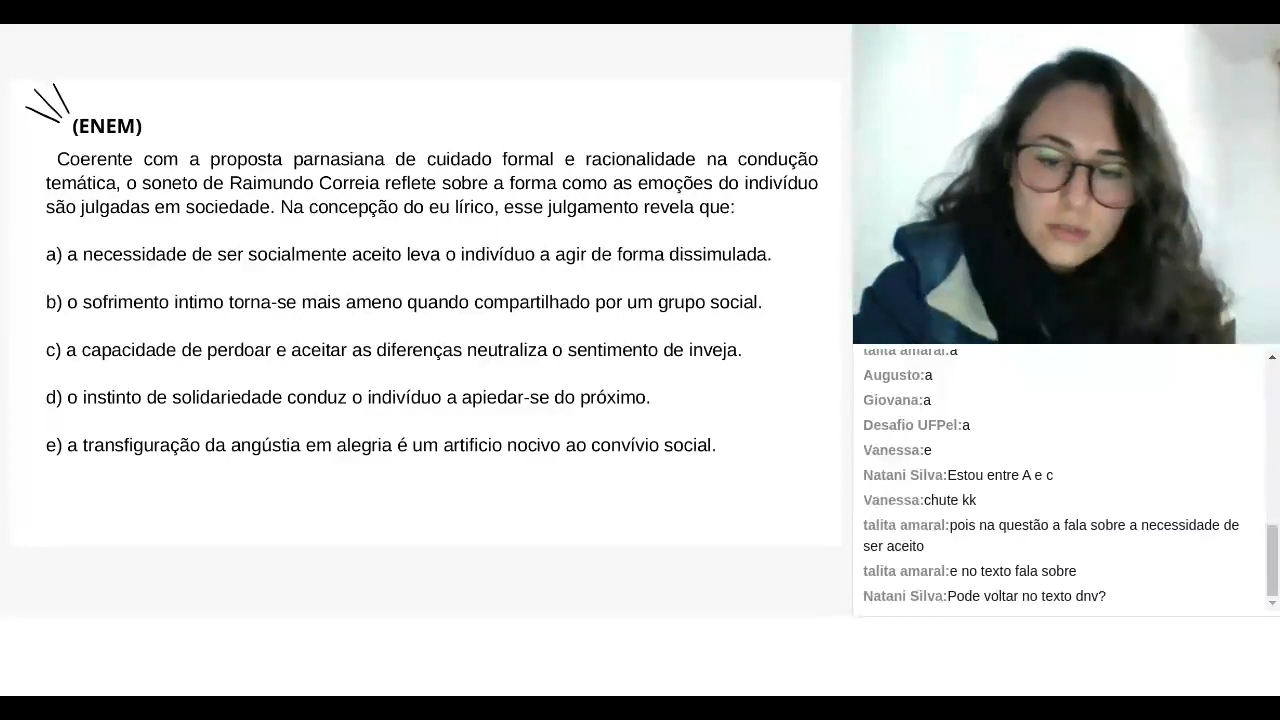 (ENEM)
Coerente com a proposta parnasiana de cuidado formal e racionalidade na condução
temática, o soneto de Raimundo Correia reflete sobre a forma como as emoções do indivíduo
são julgadas em sociedade. Na concepção do eu lírico, esse julgamento revela que:
a) a necessidade de ser socialmente aceito leva o indivíduo a agir de forma dissimulada.
b) o sofrimento intimo torna-se mais ameno quando compartilhado por um grupo social.
c) a capacidade de perdoar e aceitar as diferenças neutraliza o sentimento de inveja.
d) o instinto de solidariedade conduz o indivíduo a apiedar-se do próximo.
e) a transfiguração da angústia em alegria é um artificio nocivo ao convívio social.
talita amaral:a
Augusto:a
Giovana:a
Desafio UFPel:a
Vanessa:e
Natani Silva:Estou entre A e c
Vanessa:chute kk
talita amaral:pois na questão a fala sobre a necessidade de
ser aceito
talita amaral:e no texto fala sobre
Natani Silva:Pode voltar no texto dnv?